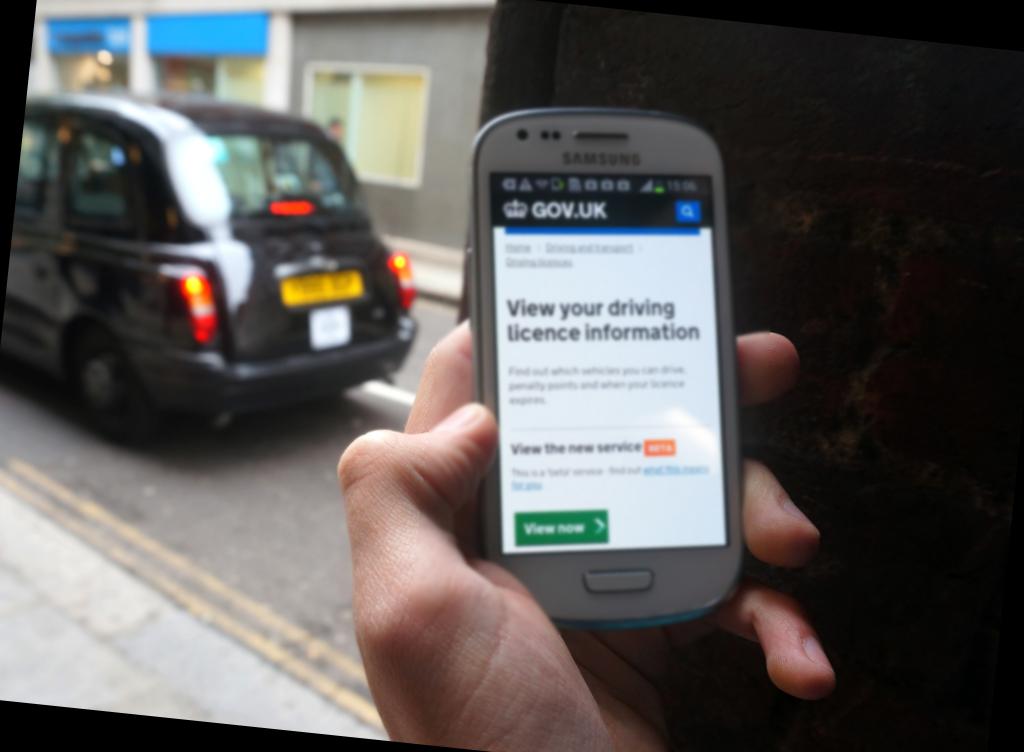 SAMSUNG
15:06
GOV.UK
Home Driving and transport
Driving licences
View your driving
licence information
Find out which vehicles you can drive,
penalty points and when your licence
expires.
View the new service BETA
This is a 'beta' service - find out what this means
for you
View now